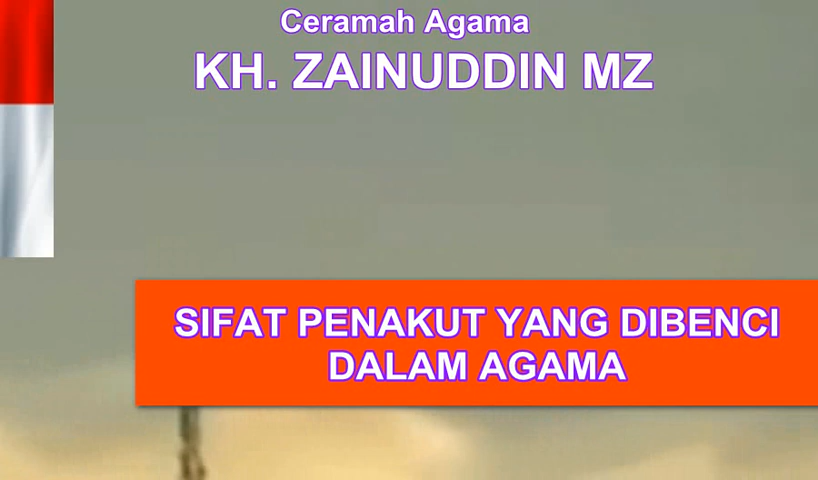 Ceramah Agama
KH. ZAINUDDIN MZ
SIFAT PENAKUT YANG DIBENCI
DALAM AGAMA